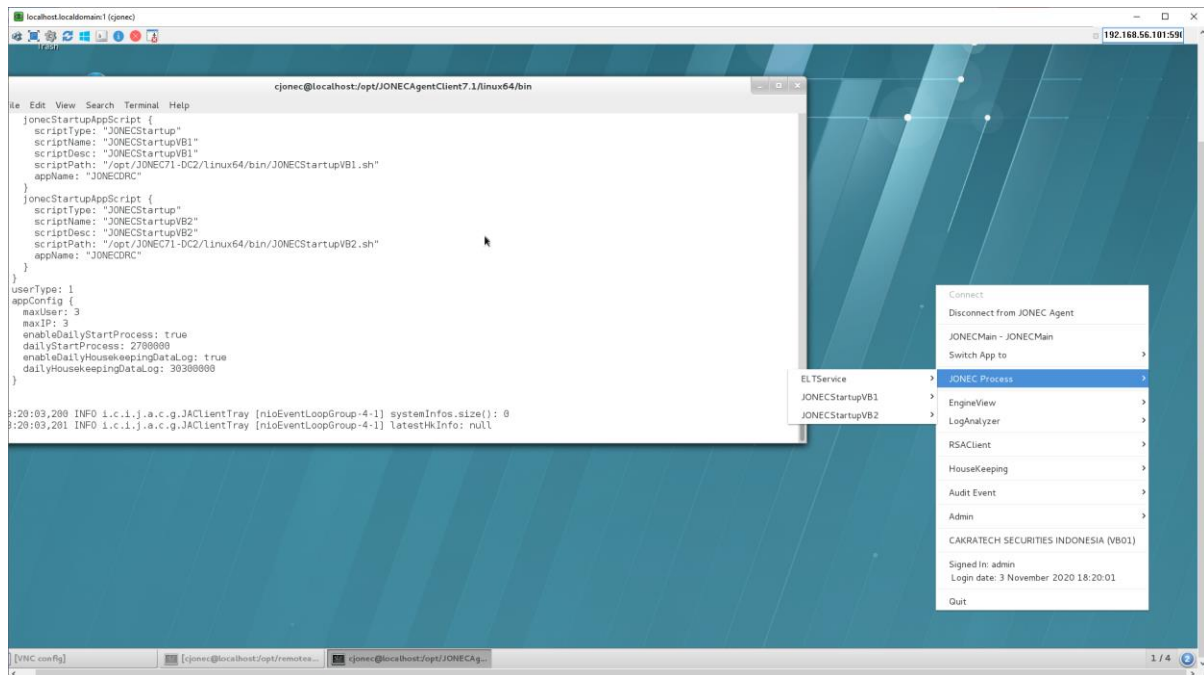 localhost.localdomain:1 (cjonec)
192.168.56.101:590
Trash
cjonec@localhost:/opt/JONECAgentClient7.1/linux64/bin
ile Edit View Search Terminal Help
jonecStartupAppScript {
scriptType: "JONECStartup"
scriptName: "JONECStartupVB1"
scriptDesc: "JONECStartupVB1"
scriptPath: "/opt/JONEC71-DC2/linux64/bin/JONECStartupVB1.sh"
appName: "JONECDRC"
}
jonecStartupAppScript {
scriptType: "JONECStartup"
scriptName: "JONECStartupVB2"
scriptDesc: "JONECStartupVB2"
scriptPath: "/opt/JONEC71-DC2/linux64/bin/JONECStartupVB2.sh"
appName: "JONECDRC"
}
}
userType: 1
appConfig {
maxUser: 3
maxIP: 3
enableDailyStartProcess: true
dailyStartProcess: 2700000
enableDailyHousekeepingDataLog: true
dailyHousekeepingDataLog: 30300000
}
:20:03,200 INFO i.c.i.j.a.c.g.JAClientTray [nioEventLoopGroup-4-1] systemInfos.size(): 0
:20:03,201 INFO i.c.i.j.a.c.g.JAClientTray [nioEventLoopGroup-4-1] latestHkInfo: null
ELTService
JONECStartupVB1
JONECStartupVB2
Connect
Disconnect from JONEC Agent
JONECMain - JONECMain
Switch App to
JONEC Process
EngineView
LogAnalyzer
RSAClient
HouseKeeping
Audit Event
Admin
CAKRATECH SECURITIES INDONESIA (VB01)
Signed In: admin
Login date: 3 November 2020 18:20:01
Quit
[VNC config]
[cjonec@localhost:/opt/remotea...
cjonec@localhost:/opt/JONECAg...
1 / 4
2